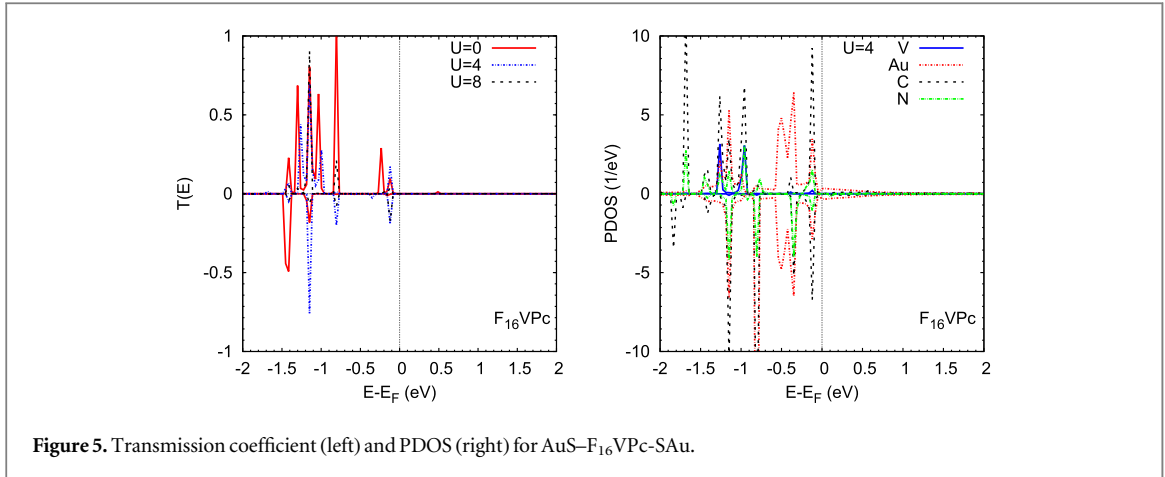 1
0.5
0
-0.5
-1
T(E)
-2 -1.5 -1 -0.5 0 0.5 1 1.5 2
E-E_F (eV)
U=0
U=4
U=8
F₁₆VPc
10
5
0
-5
-10
PDOS (1/eV)
-2 -1.5 -1 -0.5 0 0.5 1 1.5 2
E-E_F (eV)
U=4 V
Au
C
N
F₁₆VPc
Figure 5. Transmission coefficient (left) and PDOS (right) for AuS–F₁₆VPc-SAu.